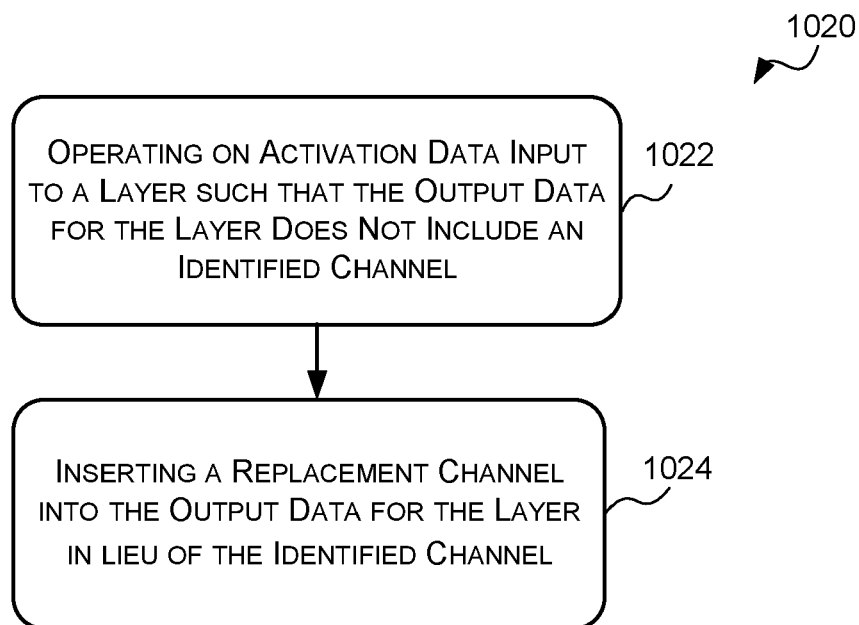 1020
OPERATING ON ACTIVATION DATA INPUT
TO A LAYER SUCH THAT THE OUTPUT DATA
FOR THE LAYER DOES NOT INCLUDE AN
IDENTIFIED CHANNEL
1022
INSERTING A REPLACEMENT CHANNEL
INTO THE OUTPUT DATA FOR THE LAYER
IN LIEU OF THE IDENTIFIED CHANNEL
1024